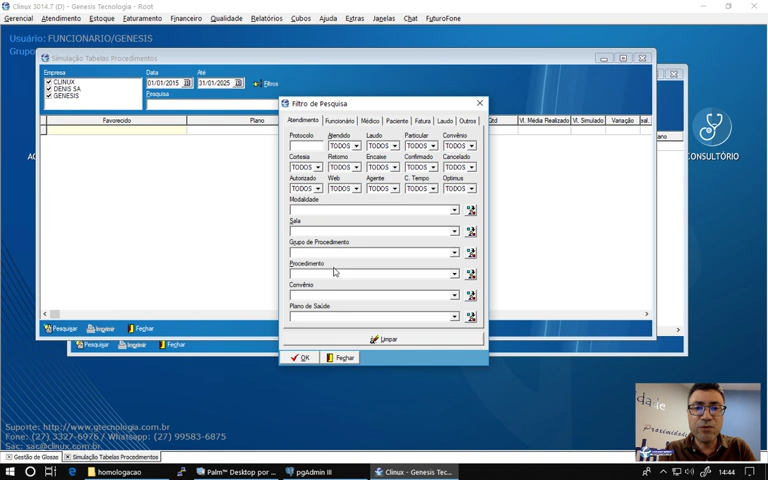 Clinux 3014.7 (D) - Genesis Tecnologia - Root
Gerencial Atendimento Estoque Faturamento Financeiro Qualidade Relatórios Cubos Ajuda Extras Janelas Chat FuturoFone
Usuário: FUNCIONARIO/GENESIS
Grupo
Simulação Tabelas Procedimentos
Empresa
CLINUX
DENIS SA
GENESIS
Data Até
01/01/2015 31/01/2025 Filtros
Pesquisa
Favorecido Plano Qtd Vl. Média Realizado Vl. Simulado Variação
Filtro de Pesquisa
Atendimento Funcionário Médico Paciente Fatura Laudo Outros
Protocolo Atendido Laudo Particular Convênio
TODOS TODOS TODOS TODOS
Cortesia Retorno Encaixe Confirmado Cancelado
TODOS TODOS TODOS TODOS TODOS
Autorizado Web Agente C. Tempo Optimus
TODOS TODOS TODOS TODOS TODOS
Modalidade
Sala
Grupo de Procedimento
Procedimento
Convênio
Plano de Saúde
Limpar
OK Fechar
Pesquisar Imprimir Fechar
Pesquisar Imprimir Fechar
CONSULTÓRIO
Suporte: http://www.gtecnologia.com.br
Fone: (27) 3327-6976 / Whatsapp: (27) 99583-6875
Sac: sac@clinux.com.br
Gestão de Glosas Simulação Tabelas Procedimentos
homologacao
Palm™ Desktop por ...
pgAdmin III
Clinux - Genesis Tec...
14:44